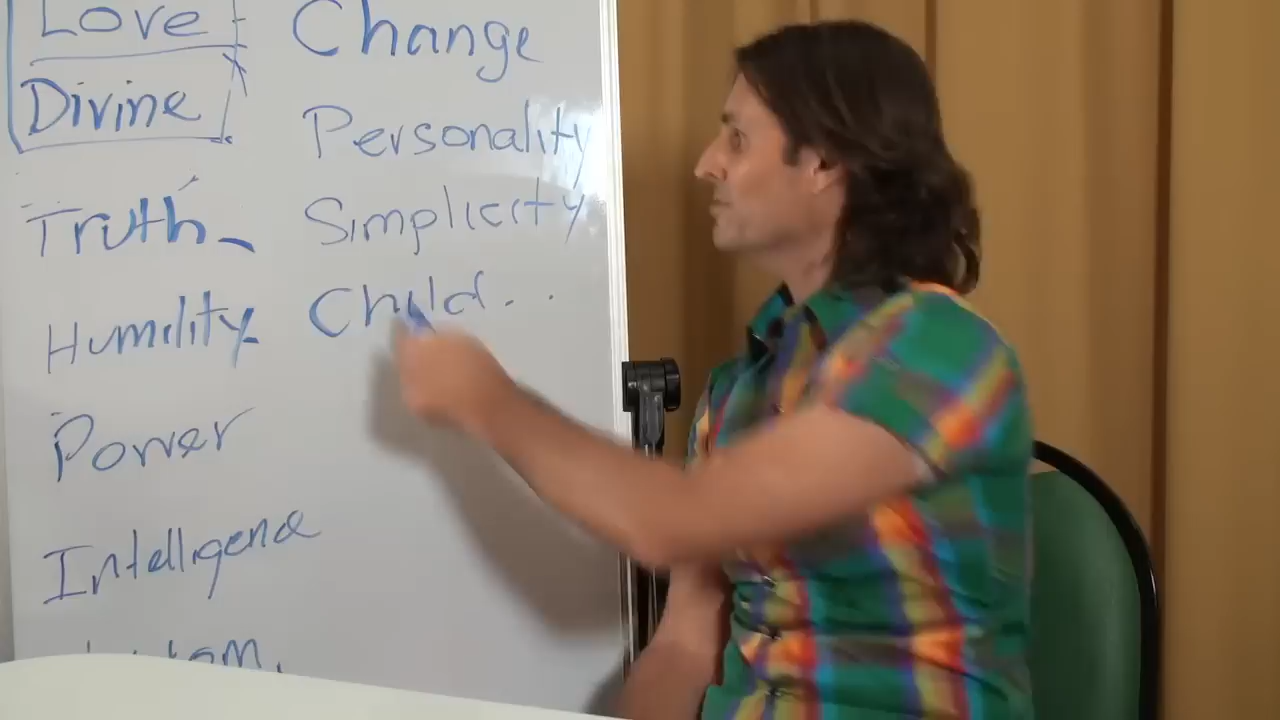 Love
Divine
Truth
Humility
Power
Intelligence
Change
Personality
Simplicity
Child..